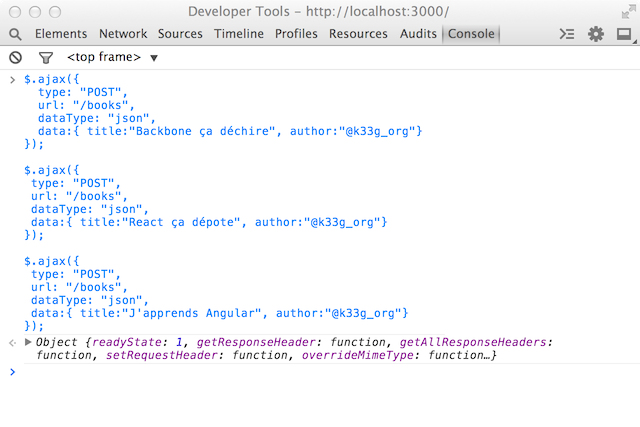 Developer Tools - http://localhost:3000/
Elements Network Sources Timeline Profiles Resources Audits Console
<top frame> ▼
> $.ajax({
type: "POST",
url: "/books",
dataType: "json",
data:{ title:"Backbone ça déchire", author:"@k33g_org"}
});
$.ajax({
type: "POST",
url: "/books",
dataType: "json",
data:{ title:"React ça dépote", author:"@k33g_org"}
});
$.ajax({
type: "POST",
url: "/books",
dataType: "json",
data:{ title:"J'apprends Angular", author:"@k33g_org"}
});
▶ Object {readyState: 1, getResponseHeader: function, getAllResponseHeaders:
function, setRequestHeader: function, overrideMimeType: function…}
>